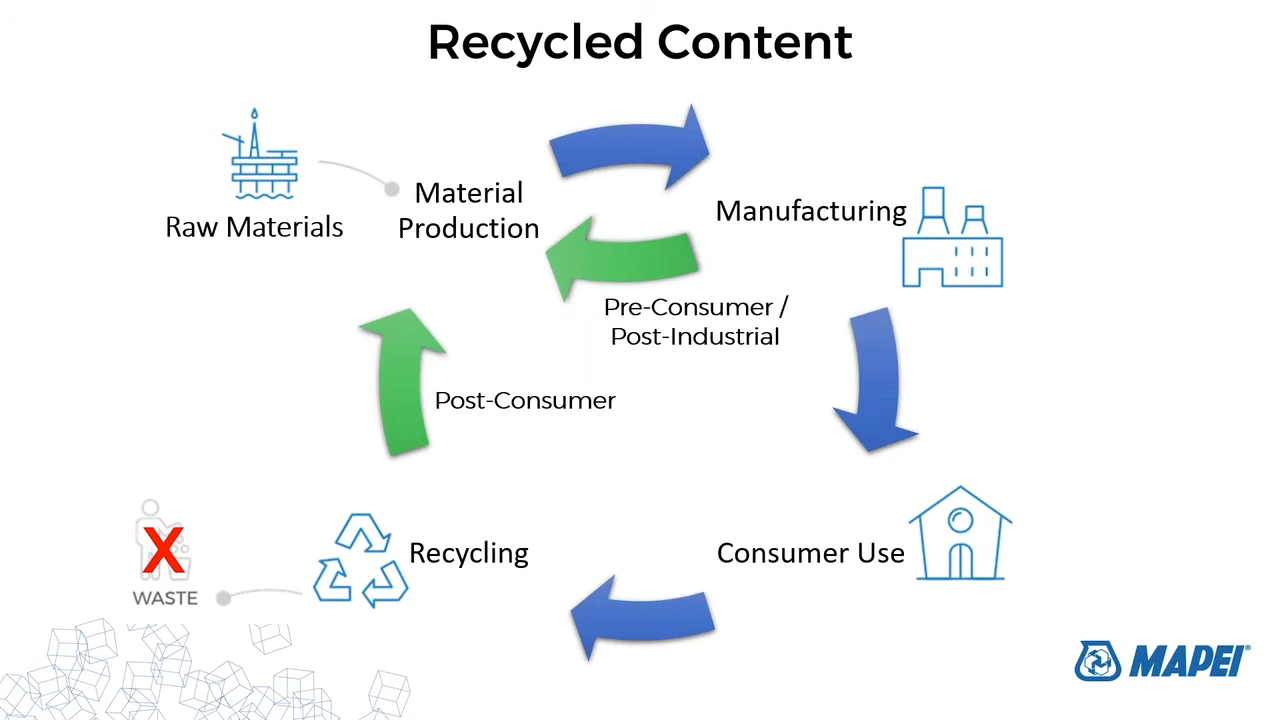 Recycled Content
Raw Materials
Material
Production
Manufacturing
Pre-Consumer /
Post-Industrial
Post-Consumer
X
WASTE
Recycling
Consumer Use
MAPEI®